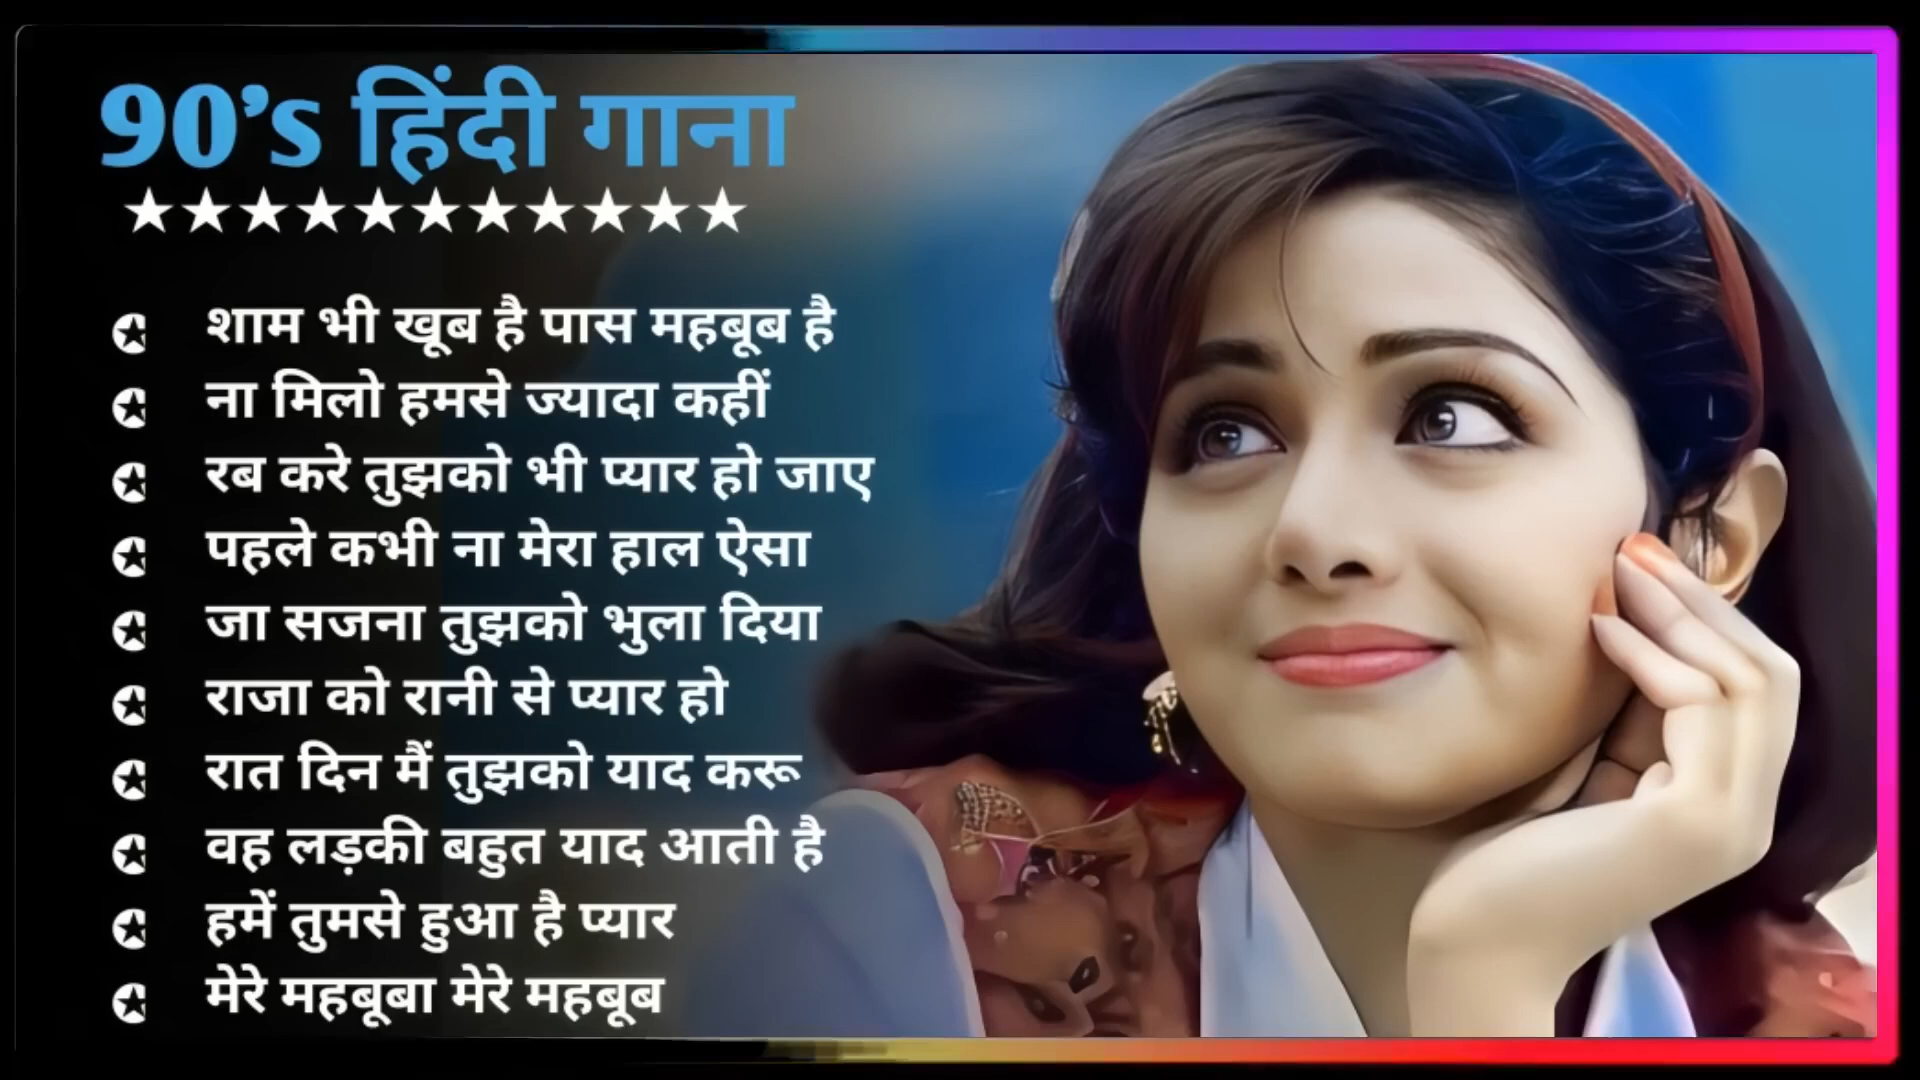 90's हिंदी गाना
★★★★★★★★★★★
शाम भी खूब है पास महबूब है
ना मिलो हमसे ज्यादा कहीं
रब करे तुझको भी प्यार हो जाए
पहले कभी ना मेरा हाल ऐसा
जा सजना तुझको भुला दिया
राजा को रानी से प्यार हो
रात दिन मैं तुझको याद करू
वह लड़की बहुत याद आती है
हमें तुमसे हुआ है प्यार
मेरे महबूबा मेरे महबूब